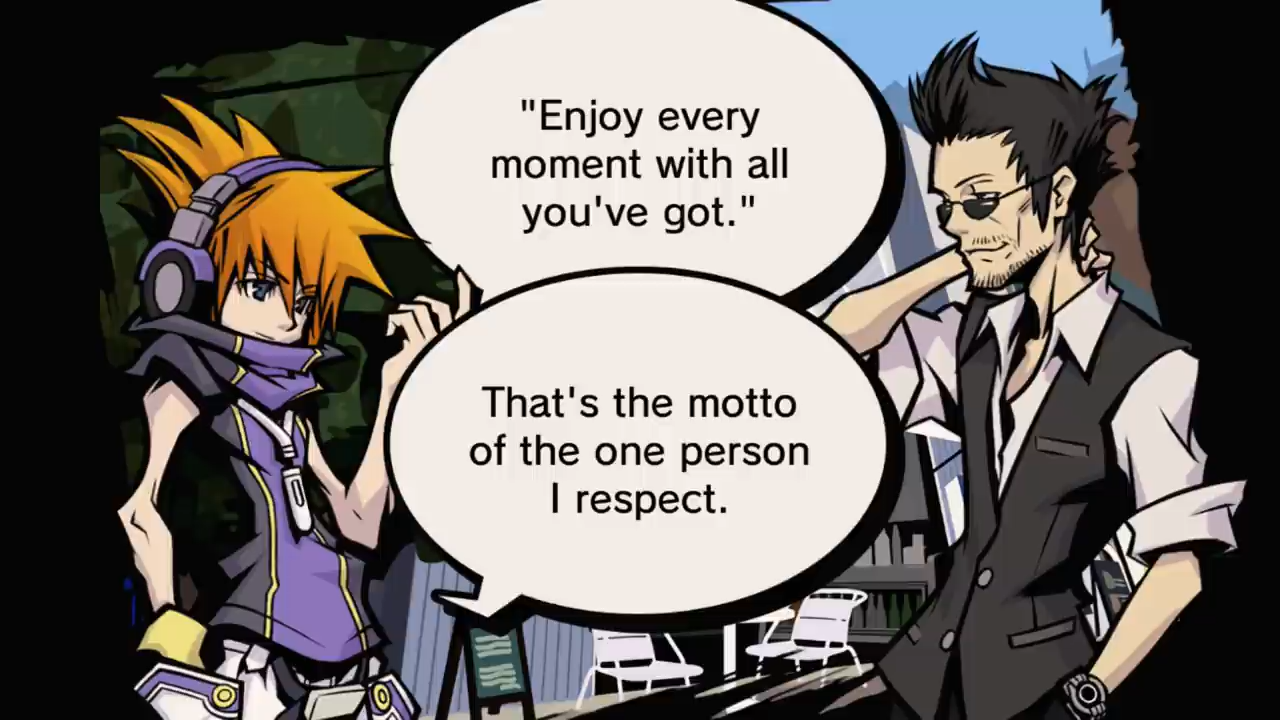 "Enjoy every
moment with all
you've got."
That's the motto
of the one person
I respect.